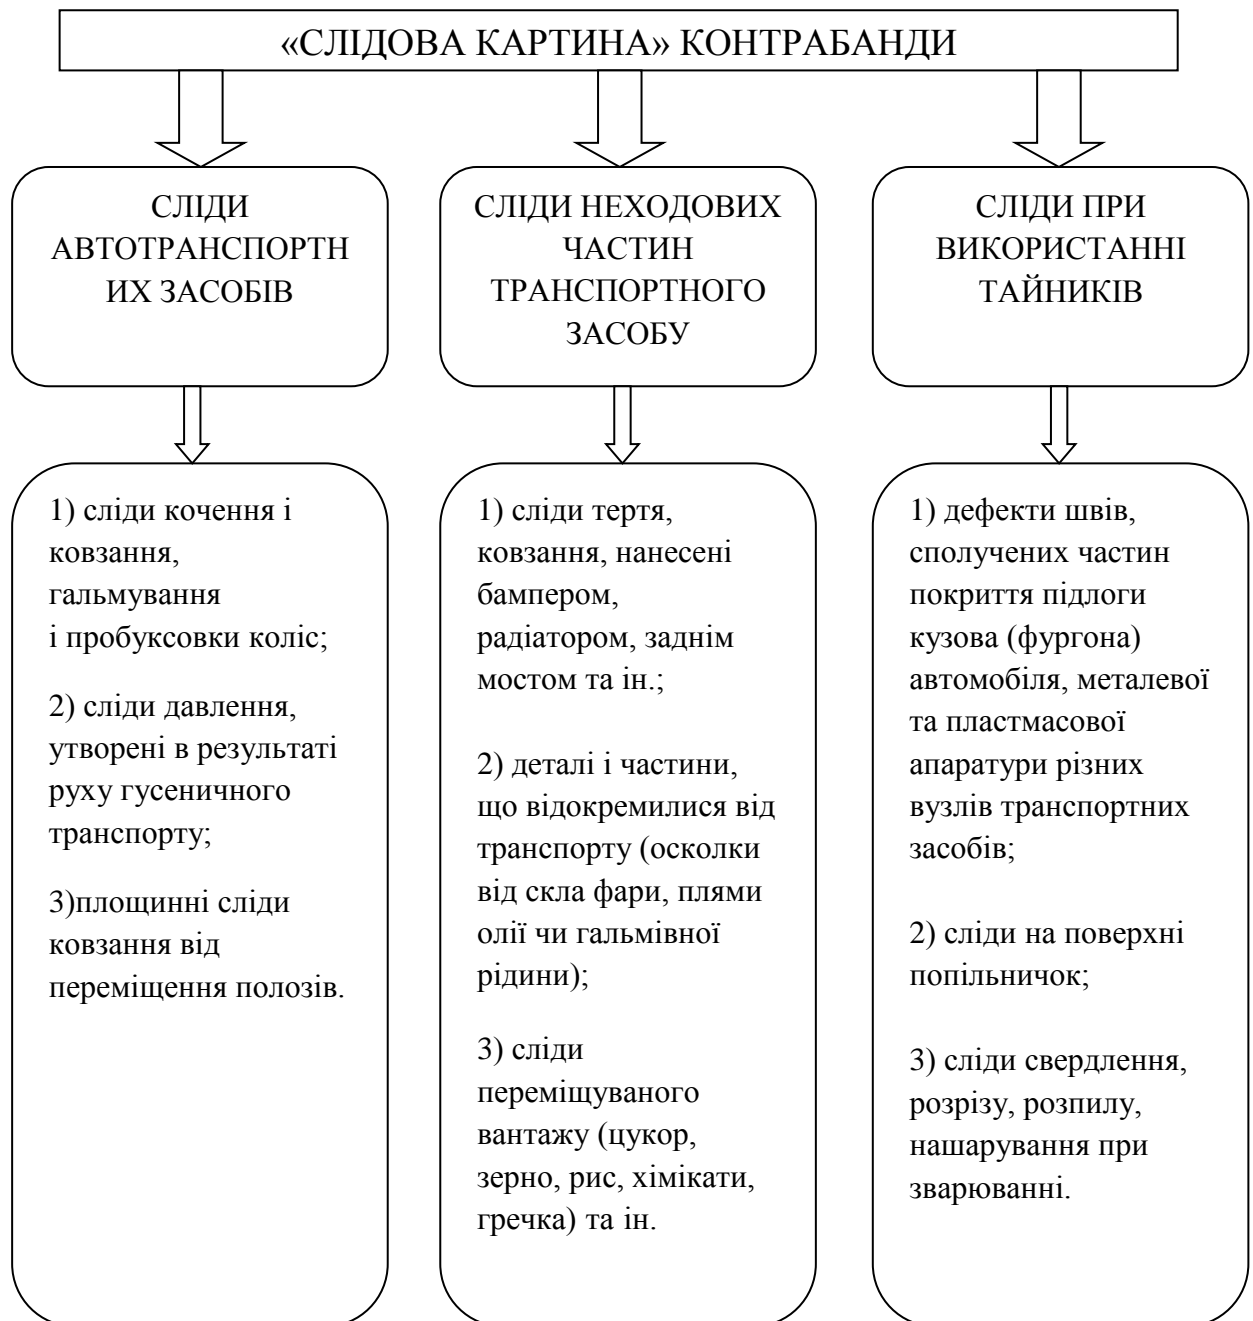 «СЛІДОВА КАРТИНА» КОНТРАБАНДИ
СЛІДИ
АВТОТРАНСПОРТН
ИХ ЗАСОБІВ
СЛІДИ НЕХОДОВИХ
ЧАСТИН
ТРАНСПОРТНОГО
ЗАСОБУ
СЛІДИ ПРИ
ВИКОРИСТАННІ
ТАЙНИКІВ
1) сліди кочення і
ковзання,
гальмування
і пробуксовки коліс;
2) сліди давлення,
утворені в результаті
руху гусеничного
транспорту;
3)площинні сліди
ковзання від
переміщення полозів.
1) сліди тертя,
ковзання, нанесені
бампером,
радіатором, заднім
мостом та ін.;
2) деталі і частини,
що відокремилися від
транспорту (осколки
від скла фари, плями
олії чи гальмівної
рідини);
3) сліди
переміщуваного
вантажу (цукор,
зерно, рис, хімікати,
гречка) та ін.
1) дефекти швів,
сполучених частин
покриття підлоги
кузова (фургона)
автомобіля, металевої
та пластмасової
апаратури різних
вузлів транспортних
засобів;
2) сліди на поверхні
попільничок;
3) сліди свердлення,
розрізу, розпилу,
нашарування при
зварюванні.